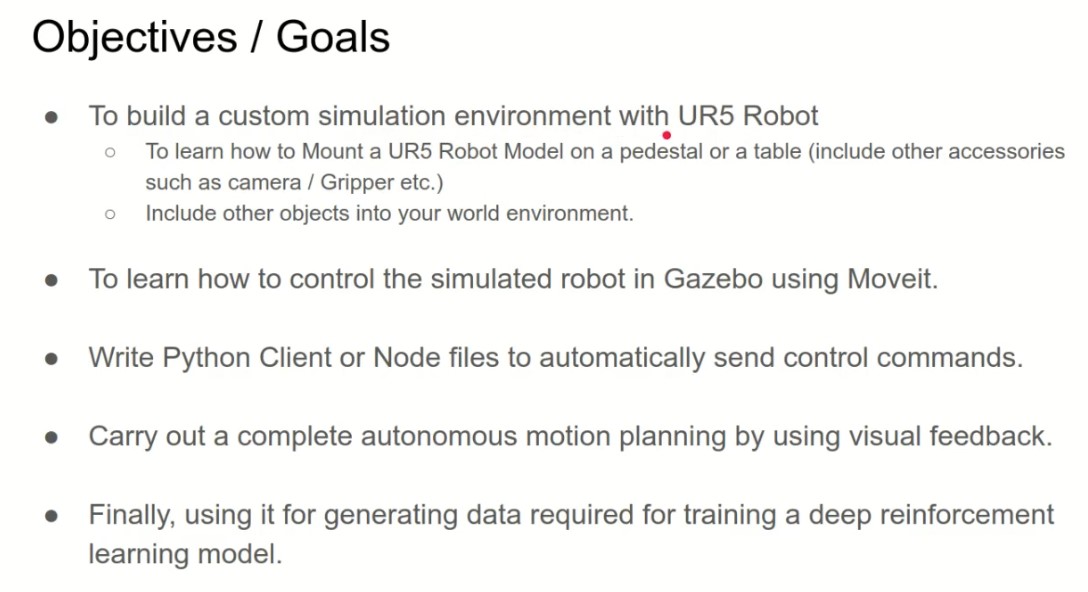 Objectives / Goals
● To build a custom simulation environment with UR5 Robot
○ To learn how to Mount a UR5 Robot Model on a pedestal or a table (include other accessories
such as camera / Gripper etc.)
○ Include other objects into your world environment.
● To learn how to control the simulated robot in Gazebo using Moveit.
● Write Python Client or Node files to automatically send control commands.
● Carry out a complete autonomous motion planning by using visual feedback.
● Finally, using it for generating data required for training a deep reinforcement
learning model.